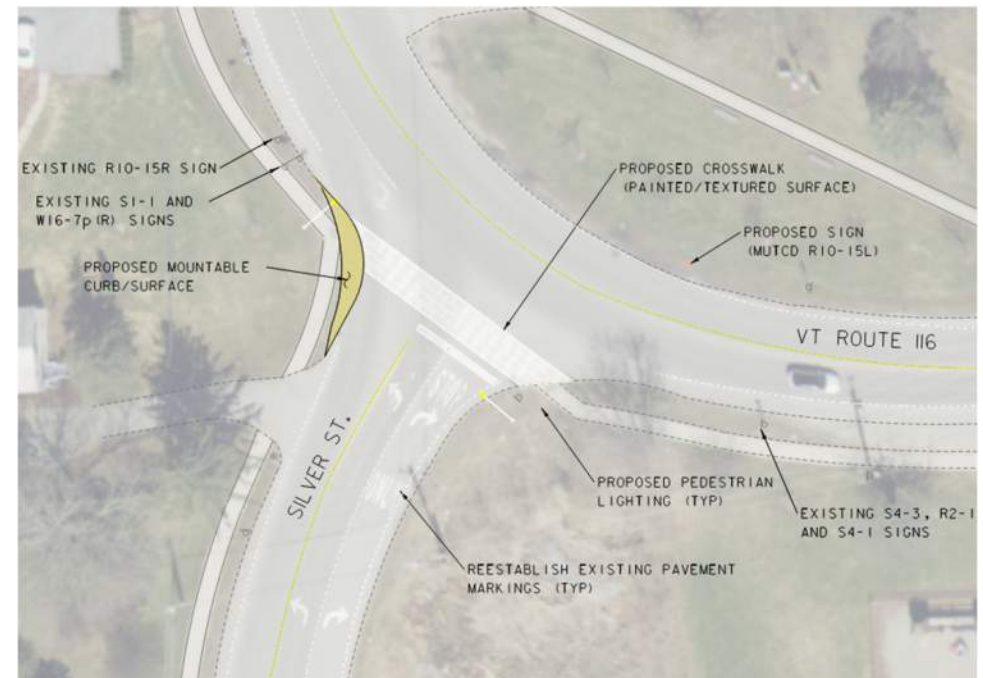 EXISTING R10-15R SIGN
EXISTING S1-1 AND
W16-7p(R) SIGNS
PROPOSED MOUNTABLE
CURB/SURFACE
PROPOSED CROSSWALK
(PAINTED/TEXTURED SURFACE)
PROPOSED SIGN
(MUTCD R10-15L)
VT ROUTE 116
SILVER ST.
PROPOSED PEDESTRIAN
LIGHTING (TYP)
EXISTING S4-3, R2-1
AND S4-1 SIGNS
REESTABLISH EXISTING PAVEMENT
MARKINGS (TYP)